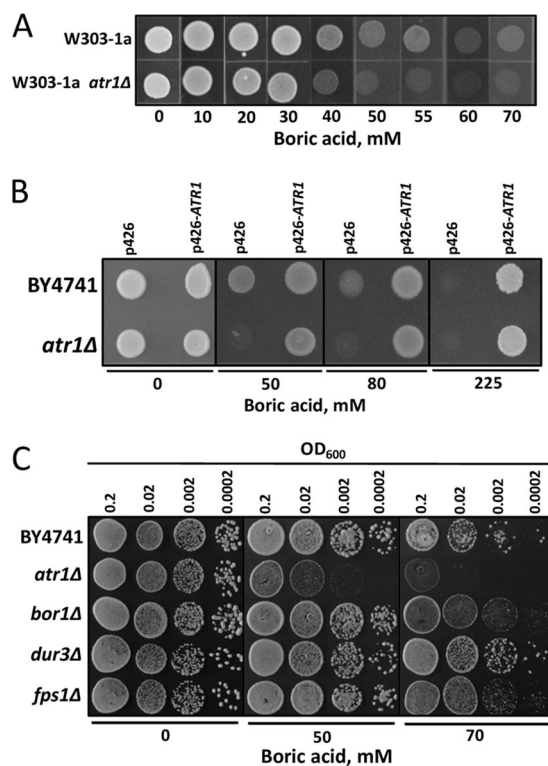 A
W303-1a
W303-1a atr1Δ
0 10 20 30 40 50 55 60 70
Boric acid, mM
B
p426 p426-ATR1 p426 p426-ATR1 p426 p426-ATR1 p426 p426-ATR1
BY4741
atr1Δ
0 50 80 225
Boric acid, mM
C
OD600
0.2 0.02 0.002 0.0002 0.2 0.02 0.002 0.0002 0.2 0.02 0.002 0.0002
BY4741
atr1Δ
bor1Δ
dur3Δ
fps1Δ
0 50 70
Boric acid, mM